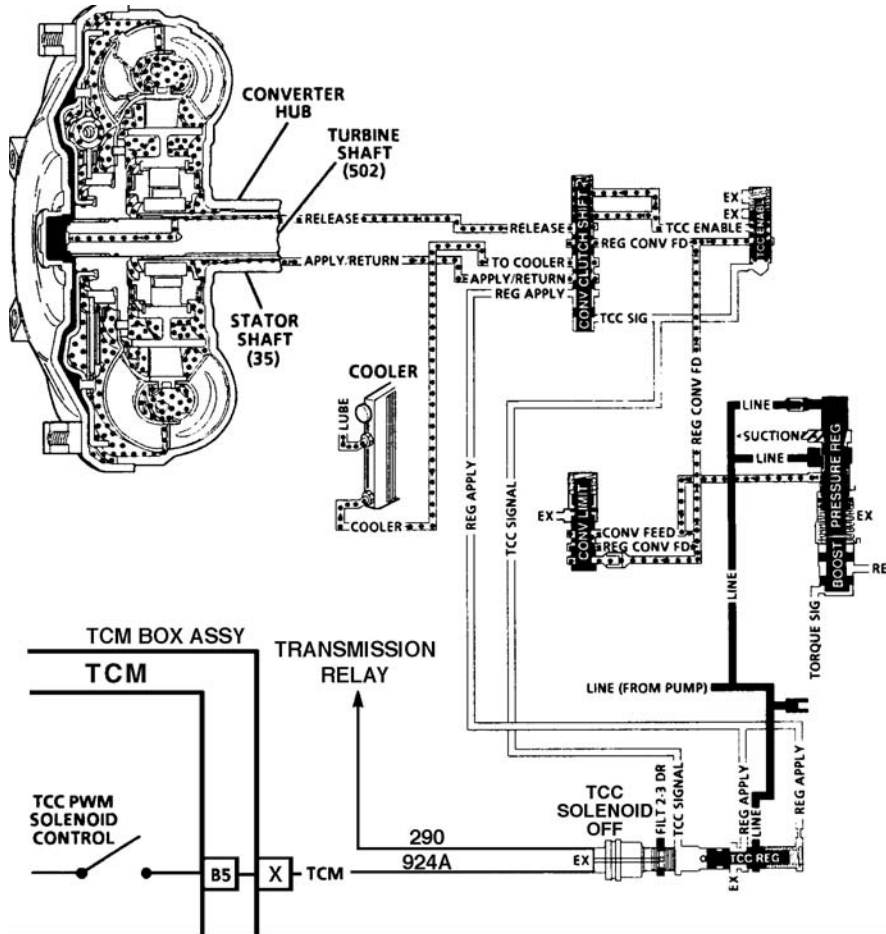 CONVERTER
HUB
TURBINE
SHAFT
(502)
RELEASE
RELEASE
APPLY/RETURN
TO COOLER
APPLY/RETURN
REG APPLY
CONV CLUTCH SHIFT
EX
EX
TCC ENABLE
TCC ENABLE
REG CONV FD
TCC SIG
STATOR
SHAFT
(35)
COOLER
LUBE
COOLER
REG APPLY
TCC SIGNAL
REG CONV FD
LINE
SUCTION
LINE
EX
BOOST
PRESSURE REG
RE
TORQUE SIG
EX
CONV LIMIT
CONV FEED
REG CONV FD
LINE
LINE (FROM PUMP)
TCM BOX ASSY
TCM
TRANSMISSION
RELAY
TCC PWM
SOLENOID
CONTROL
B5
X
TCM
290
924A
TCC
SOLENOID
OFF
EX
FILT 2-3 DR
TCC SIGNAL
REG APPLY
LINE
REG APPLY
TCC REG
EX